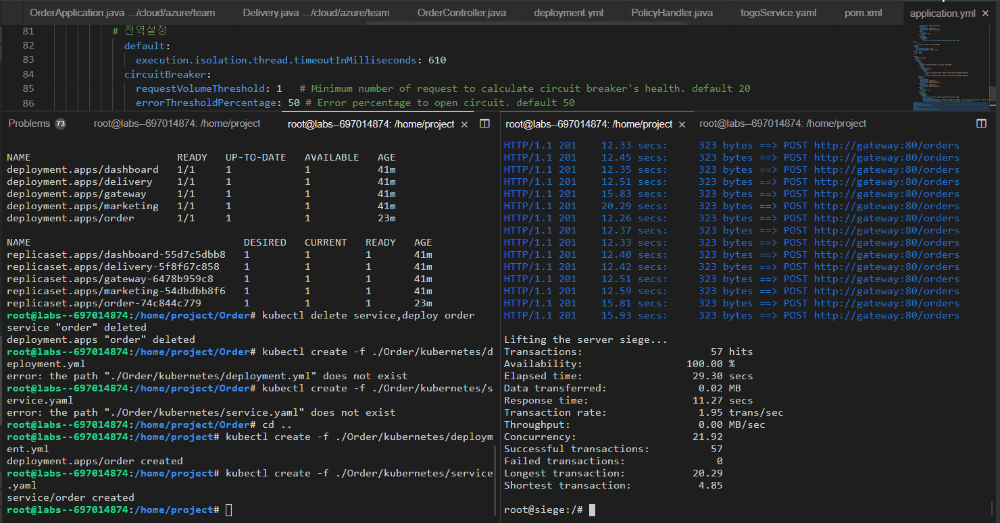 OrderApplication.java .../cloud/azure/team Delivery.java .../cloud/azure/team OrderController.java deployment.yml PolicyHandler.java togoService.yaml pom.xml application.yml ×
81 # 전역설정
82 default:
83 execution.isolation.thread.timeoutInMilliseconds: 610
84 circuitBreaker:
85 requestVolumeThreshold: 1 # Minimum number of request to calculate circuit breaker's health. default 20
86 errorThresholdPercentage: 50 # Error percentage to open circuit. default 50
Problems 73 root@labs--697014874: /home/project root@labs--697014874: /home/project ×
NAME READY UP-TO-DATE AVAILABLE AGE
deployment.apps/dashboard 1/1 1 1 41m
deployment.apps/delivery 1/1 1 1 41m
deployment.apps/gateway 1/1 1 1 41m
deployment.apps/marketing 1/1 1 1 41m
deployment.apps/order 1/1 1 1 23m
NAME DESIRED CURRENT READY AGE
replicaset.apps/dashboard-55d7c5dbb8 1 1 1 41m
replicaset.apps/delivery-5f8f67c858 1 1 1 41m
replicaset.apps/gateway-6478b959c8 1 1 1 41m
replicaset.apps/marketing-54dbdbb8f6 1 1 1 41m
replicaset.apps/order-74c844c779 1 1 1 23m
root@labs--697014874:/home/project/Order# kubectl delete service,deploy order
service "order" deleted
deployment.apps "order" deleted
root@labs--697014874:/home/project/Order# kubectl create -f ./Order/kubernetes/d
eployment.yml
error: the path "./Order/kubernetes/deployment.yml" does not exist
root@labs--697014874:/home/project/Order# kubectl create -f ./Order/kubernetes/s
ervice.yaml
error: the path "./Order/kubernetes/service.yaml" does not exist
root@labs--697014874:/home/project/Order# cd ..
root@labs--697014874:/home/project# kubectl create -f ./Order/kubernetes/deploym
ent.yml
deployment.apps/order created
root@labs--697014874:/home/project# kubectl create -f ./Order/kubernetes/service
.yaml
service/order created
root@labs--697014874:/home/project#
root@labs--697014874: /home/project × root@labs--697014874: /home/project
HTTP/1.1 201 12.33 secs: 323 bytes ==> POST http://gateway:80/orders
HTTP/1.1 201 12.45 secs: 323 bytes ==> POST http://gateway:80/orders
HTTP/1.1 201 12.35 secs: 323 bytes ==> POST http://gateway:80/orders
HTTP/1.1 201 12.51 secs: 323 bytes ==> POST http://gateway:80/orders
HTTP/1.1 201 15.83 secs: 323 bytes ==> POST http://gateway:80/orders
HTTP/1.1 201 20.29 secs: 323 bytes ==> POST http://gateway:80/orders
HTTP/1.1 201 12.26 secs: 323 bytes ==> POST http://gateway:80/orders
HTTP/1.1 201 12.37 secs: 323 bytes ==> POST http://gateway:80/orders
HTTP/1.1 201 12.33 secs: 323 bytes ==> POST http://gateway:80/orders
HTTP/1.1 201 12.40 secs: 323 bytes ==> POST http://gateway:80/orders
HTTP/1.1 201 12.42 secs: 323 bytes ==> POST http://gateway:80/orders
HTTP/1.1 201 12.51 secs: 323 bytes ==> POST http://gateway:80/orders
HTTP/1.1 201 12.59 secs: 323 bytes ==> POST http://gateway:80/orders
HTTP/1.1 201 15.81 secs: 323 bytes ==> POST http://gateway:80/orders
HTTP/1.1 201 15.93 secs: 323 bytes ==> POST http://gateway:80/orders
Lifting the server siege...
Transactions: 57 hits
Availability: 100.00 %
Elapsed time: 29.30 secs
Data transferred: 0.02 MB
Response time: 11.27 secs
Transaction rate: 1.95 trans/sec
Throughput: 0.00 MB/sec
Concurrency: 21.92
Successful transactions: 57
Failed transactions: 0
Longest transaction: 20.29
Shortest transaction: 4.85
root@siege:/#